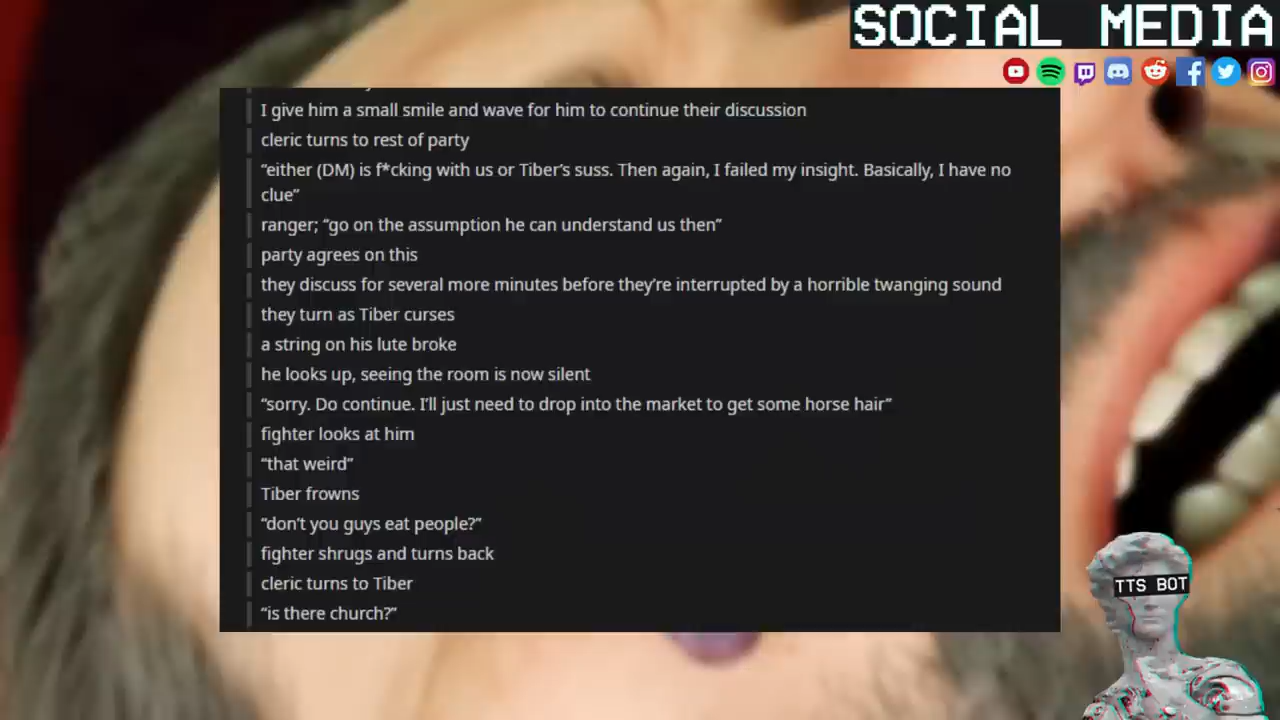 SOCIAL MEDIA
I give him a small smile and wave for him to continue their discussion
cleric turns to rest of party
“either (DM) is f*cking with us or Tiber’s suss. Then again, I failed my insight. Basically, I have no
clue”
ranger; “go on the assumption he can understand us then”
party agrees on this
they discuss for several more minutes before they’re interrupted by a horrible twanging sound
they turn as Tiber curses
a string on his lute broke
he looks up, seeing the room is now silent
“sorry. Do continue. I’ll just need to drop into the market to get some horse hair”
fighter looks at him
“that weird”
Tiber frowns
“don’t you guys eat people?”
fighter shrugs and turns back
cleric turns to Tiber
“is there church?”
TTS BOT